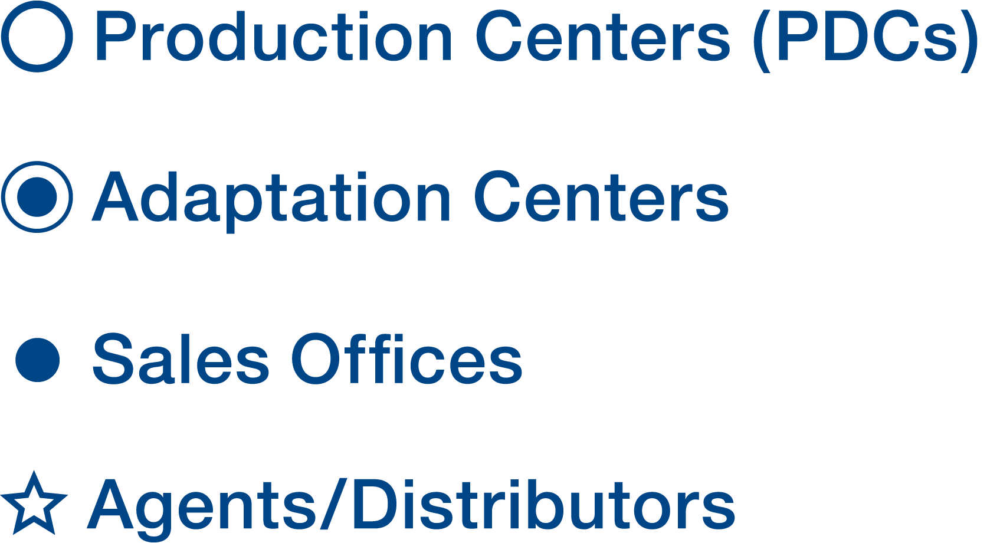 Production Centers (PDCs)
Adaptation Centers
Sales Offices
Agents/Distributors